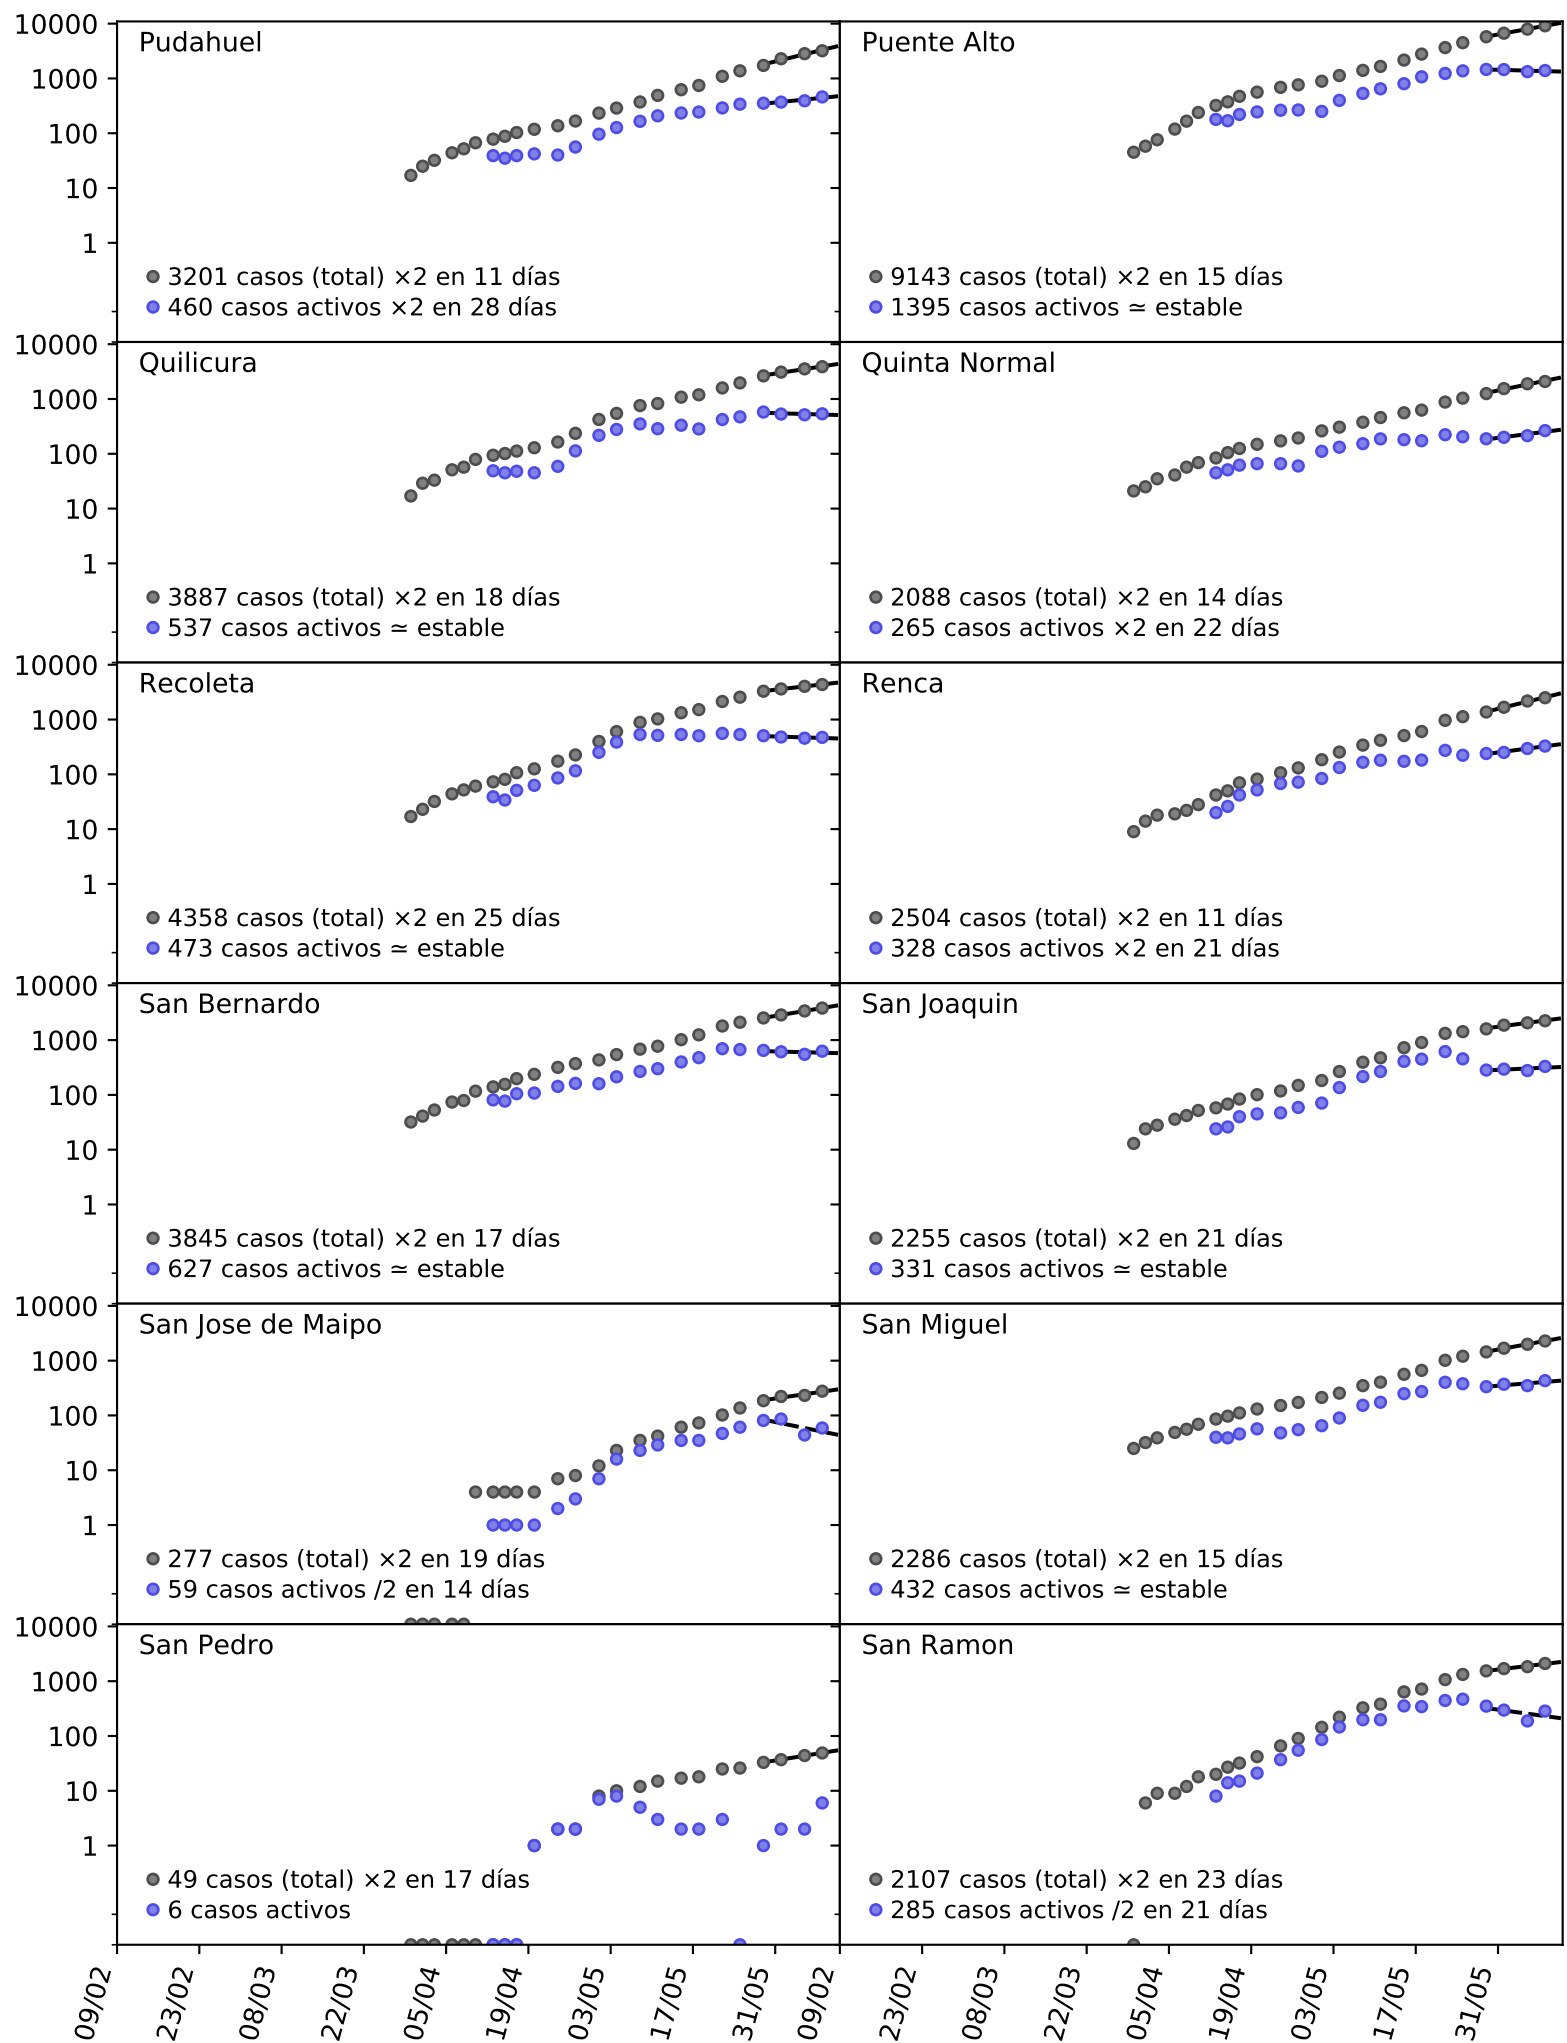 10000
1000
100
10
1
Pudahuel
3201 casos (total) ×2 en 11 días
460 casos activos ×2 en 28 días
Puente Alto
9143 casos (total) ×2 en 15 días
1395 casos activos ≃ estable
10000
1000
100
10
1
Quilicura
3887 casos (total) ×2 en 18 días
537 casos activos ≃ estable
Quinta Normal
2088 casos (total) ×2 en 14 días
265 casos activos ×2 en 22 días
10000
1000
100
10
1
Recoleta
4358 casos (total) ×2 en 25 días
473 casos activos ≃ estable
Renca
2504 casos (total) ×2 en 11 días
328 casos activos ×2 en 21 días
10000
1000
100
10
1
San Bernardo
3845 casos (total) ×2 en 17 días
627 casos activos ≃ estable
San Joaquin
2255 casos (total) ×2 en 21 días
331 casos activos ≃ estable
10000
1000
100
10
1
San Jose de Maipo
277 casos (total) ×2 en 19 días
59 casos activos /2 en 14 días
San Miguel
2286 casos (total) ×2 en 15 días
432 casos activos ≃ estable
10000
1000
100
10
1
San Pedro
49 casos (total) ×2 en 17 días
6 casos activos
San Ramon
2107 casos (total) ×2 en 23 días
285 casos activos /2 en 21 días
09/02 23/02 08/03 22/03 05/04 19/04 03/05 17/05 31/05 09/02 23/02 08/03 22/03 05/04 19/04 03/05 17/05 31/05